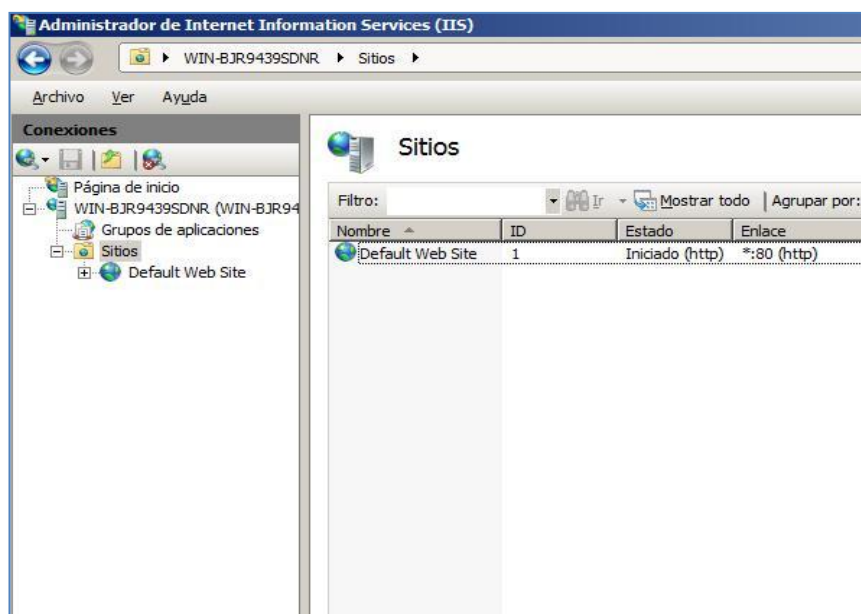 Administrador de Internet Information Services (IIS)
WIN-BJR9439SDNR Sitios
Archivo Ver Ayuda
Conexiones
Página de inicio
WIN-BJR9439SDNR (WIN-BJR94
Grupos de aplicaciones
Sitios
Default Web Site
Sitios
Filtro: Ir Mostrar todo Agrupar por:
Nombre ID Estado Enlace
Default Web Site 1 Iniciado (http) *:80 (http)